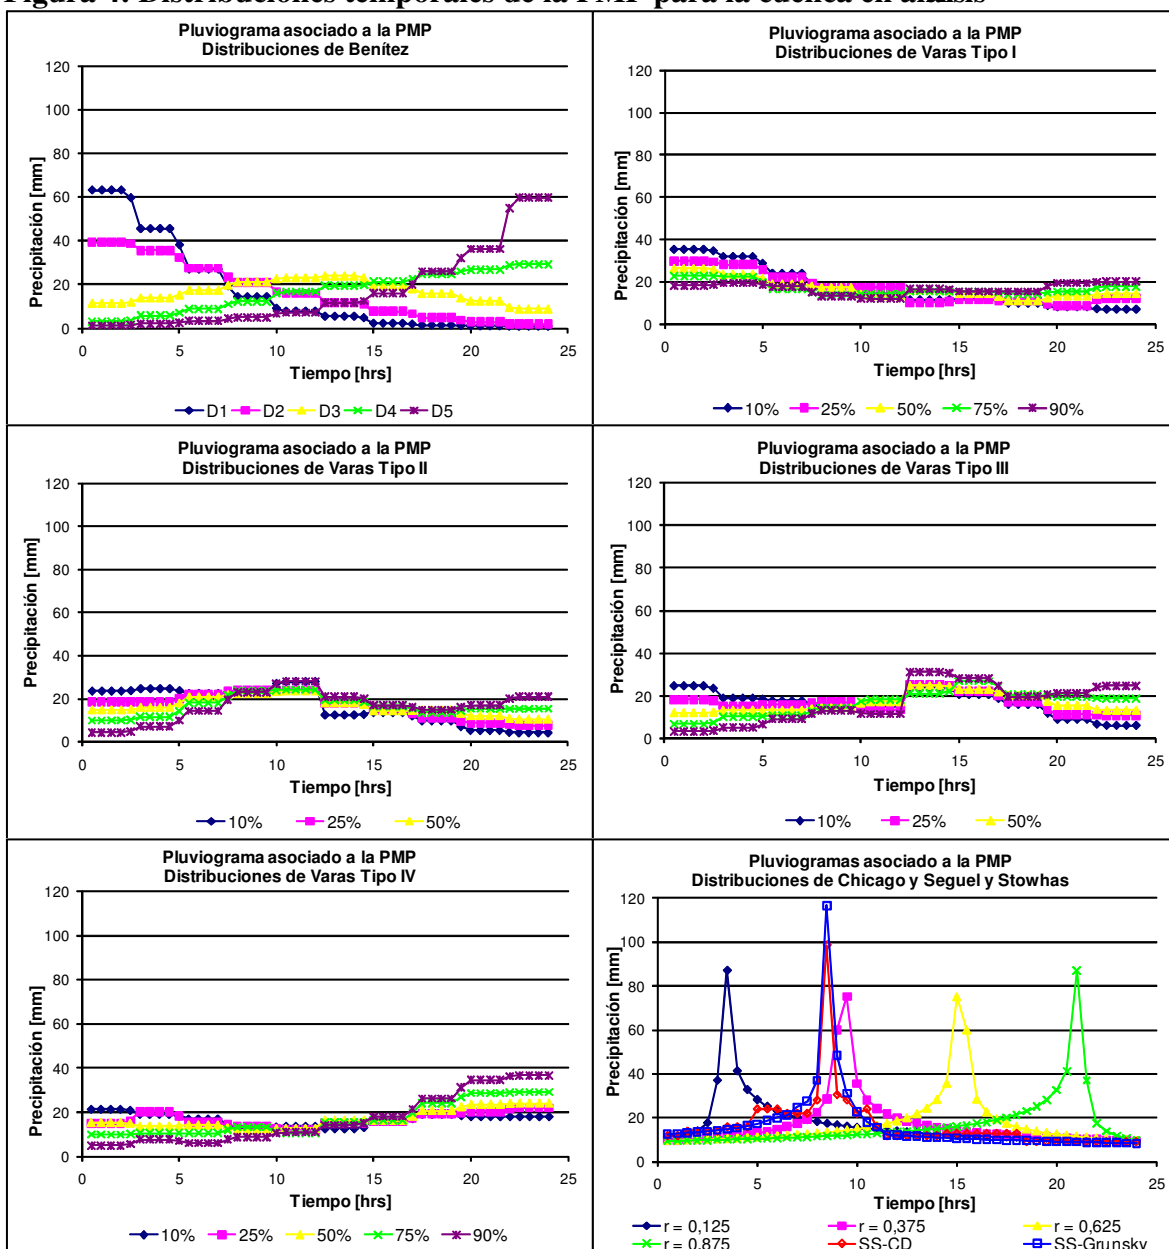 Figura 4: Distribuciones temporales de la PMP para la cuenca en análisis
Pluviograma asociado a la PMP
Distribuciones de Benítez
Precipitación [mm]
120
100
80
60
40
20
0
0 5 10 15 20 25
Tiempo [hrs]
D1 D2 D3 D4 D5
Pluviograma asociado a la PMP
Distribuciones de Varas Tipo I
Precipitación [mm]
120
100
80
60
40
20
0
0 5 10 15 20 25
Tiempo [hrs]
10% 25% 50% 75% 90%
Pluviograma asociado a la PMP
Distribuciones de Varas Tipo II
Precipitación [mm]
120
100
80
60
40
20
0
0 5 10 15 20 25
Tiempo [hrs]
10% 25% 50%
Pluviograma asociado a la PMP
Distribuciones de Varas Tipo III
Precipitación [mm]
120
100
80
60
40
20
0
0 5 10 15 20 25
Tiempo [hrs]
10% 25% 50%
Pluviograma asociado a la PMP
Distribuciones de Varas Tipo IV
Precipitación [mm]
120
100
80
60
40
20
0
0 5 10 15 20 25
Tiempo [hrs]
10% 25% 50% 75% 90%
Pluviogramas asociado a la PMP
Distribuciones de Chicago y Seguel y Stowhas
Precipitación [mm]
120
100
80
60
40
20
0
0 5 10 15 20 25
Tiempo [hrs]
r = 0,125 r = 0,375 r = 0,625
r = 0,875 SS-CD SS-Grunsky